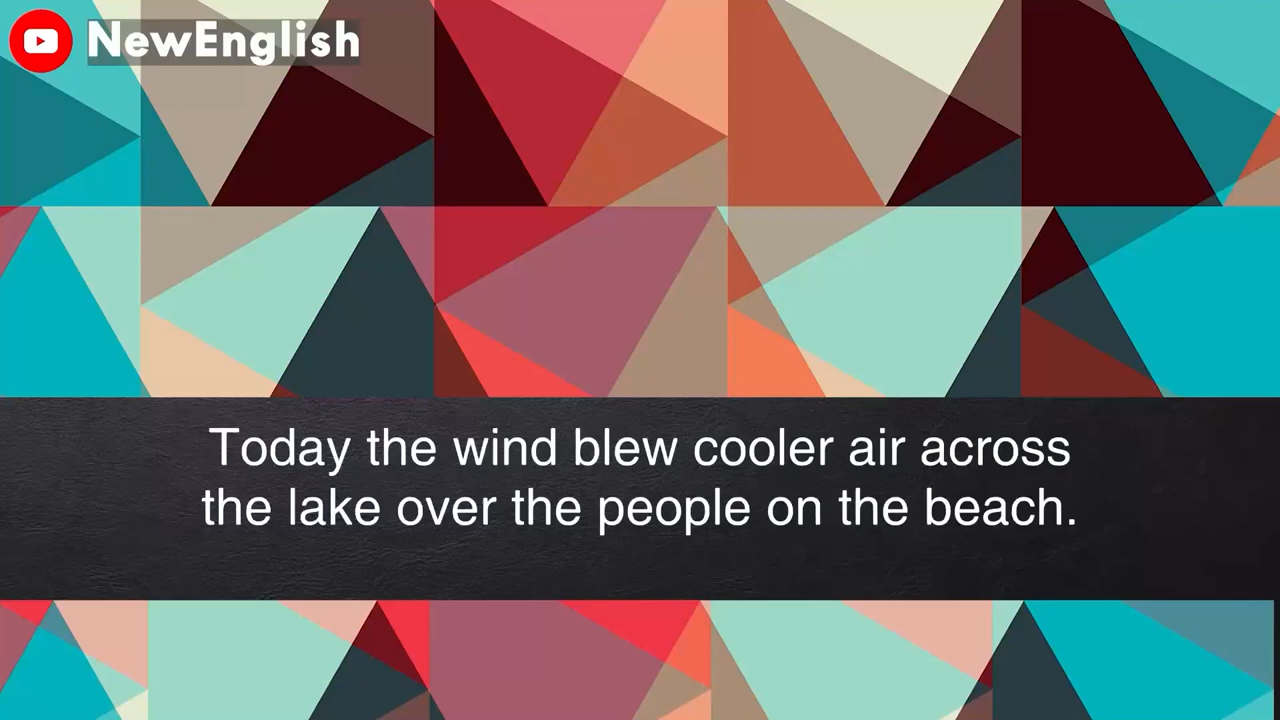 NewEnglish
Today the wind blew cooler air across
the lake over the people on the beach.